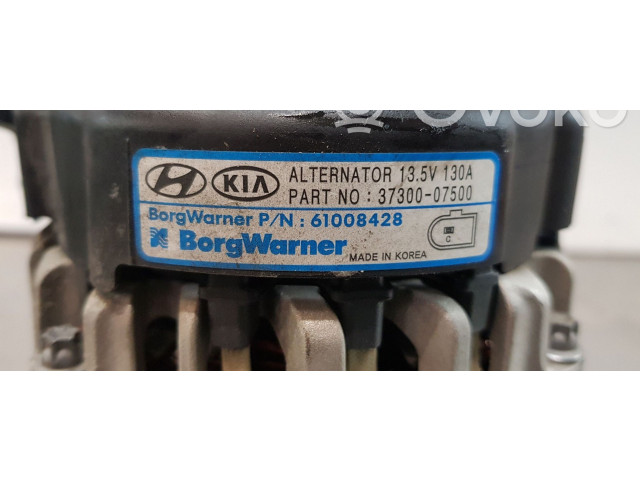 Ovoko
KIA ALTERNATOR 13.5V 130A
PART NO : 37300-07500
BorgWarner P/N : 61008428
BorgWarner
C
MADE IN KOREA